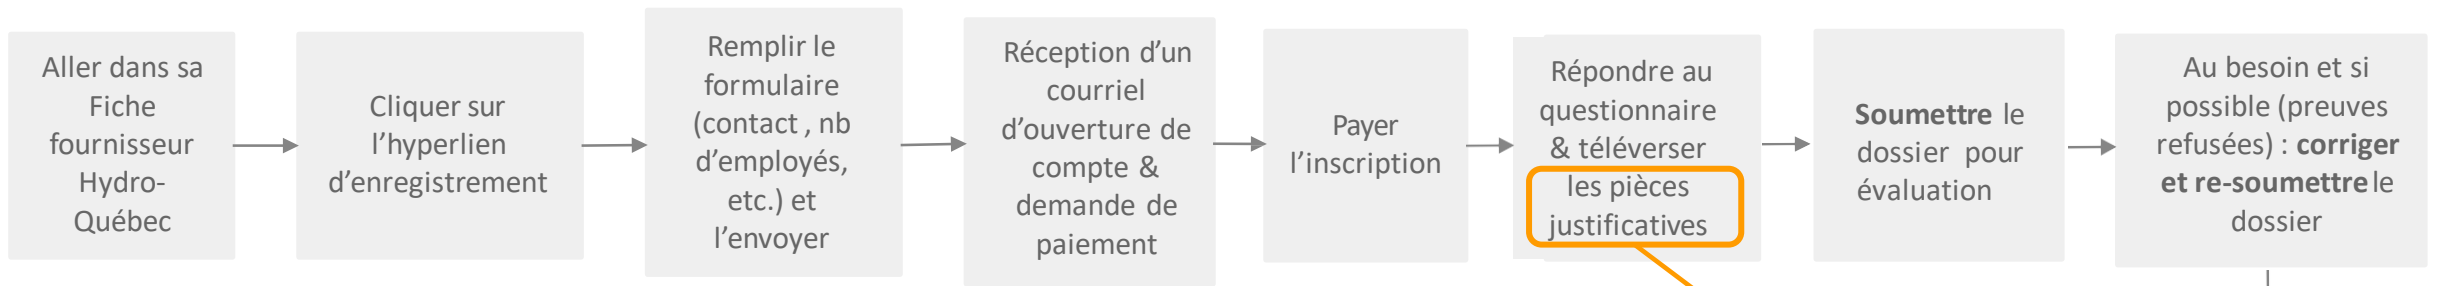 Aller dans sa
Fiche
fournisseur
Hydro-
Québec
Cliquer sur
l’hyperlien
d’enregistrement
Remplir le
formulaire
(contact , nb
d’employés,
etc.) et
l’envoyer
Réception d’un
courriel
d’ouverture de
compte &
demande de
paiement
Payer
l’inscription
Répondre au
questionnaire
& téléverser
les pièces
justificatives
Soumettre le
dossier pour
évaluation
Au besoin et si
possible (preuves
refusées) : corriger
et re-soumettre le
dossier